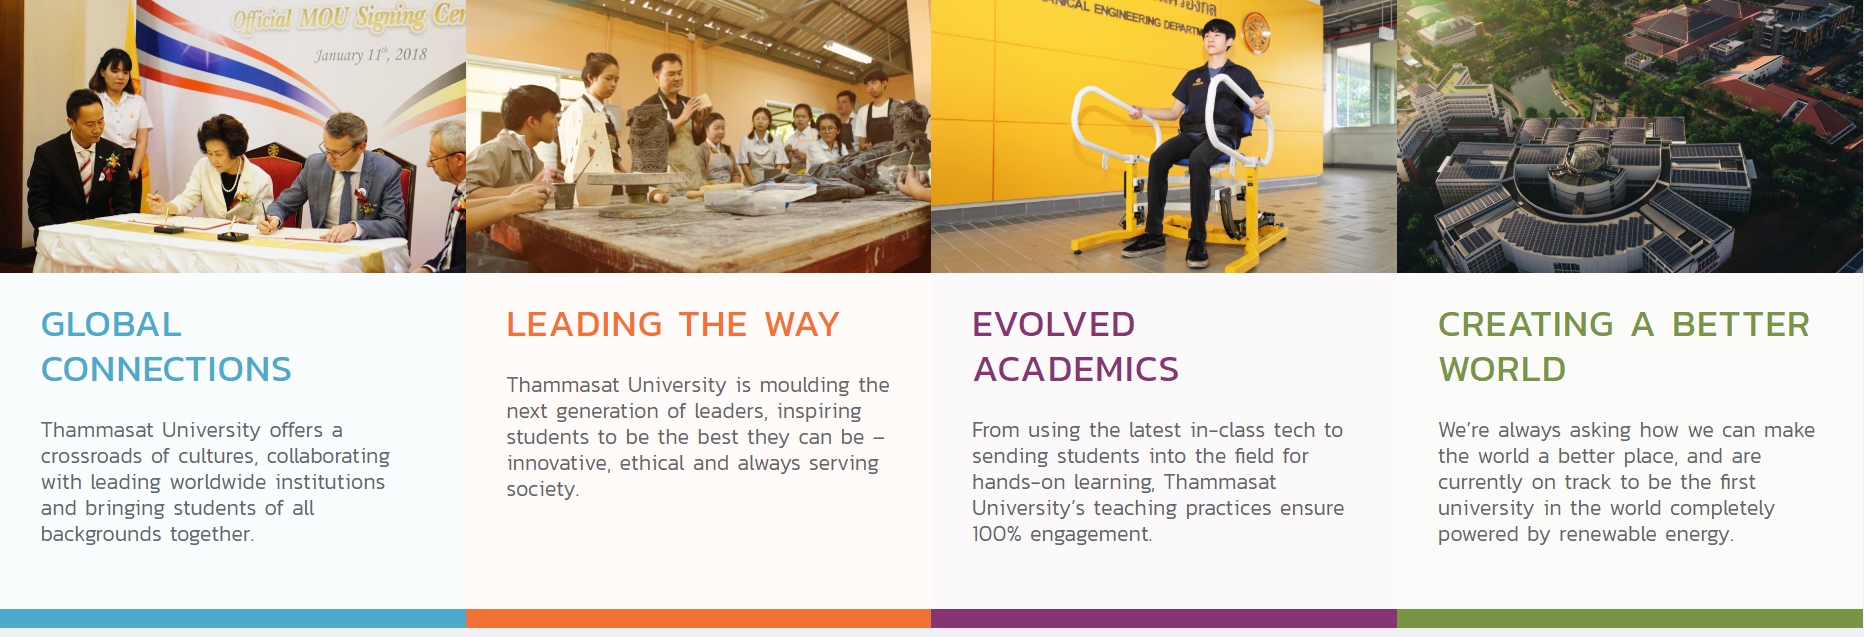 Official MOU Signing
January 11th, 2018
ICAL ENGINEERING
GLOBAL
CONNECTIONS
Thammasat University offers a
crossroads of cultures, collaborating
with leading worldwide institutions
and bringing students of all
backgrounds together.
LEADING THE WAY
Thammasat University is moulding the
next generation of leaders, inspiring
students to be the best they can be –
innovative, ethical and always serving
society.
EVOLVED
ACADEMICS
From using the latest in-class tech to
sending students into the field for
hands-on learning, Thammasat
University’s teaching practices ensure
100% engagement.
CREATING A BETTER
WORLD
We’re always asking how we can make
the world a better place, and are
currently on track to be the first
university in the world completely
powered by renewable energy.